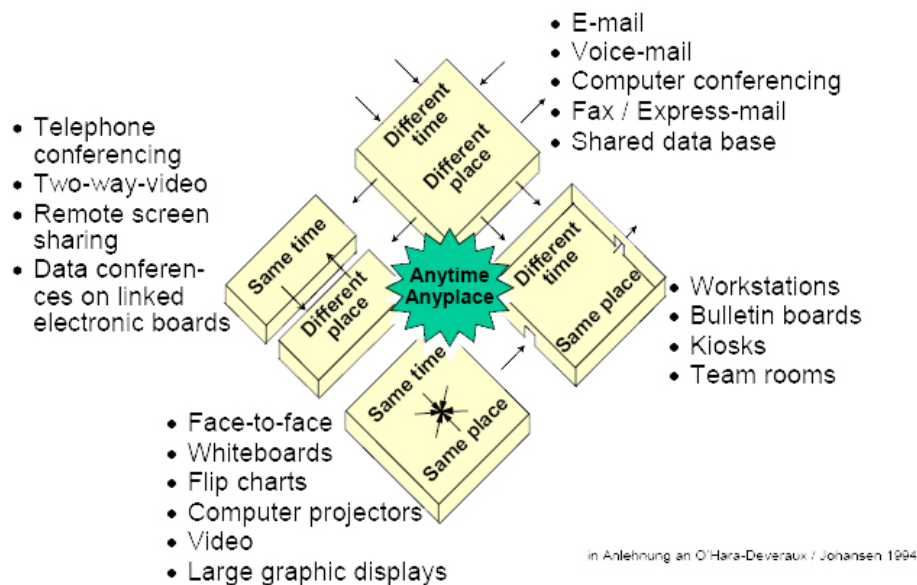 • E-mail
• Voice-mail
• Computer conferencing
• Fax / Express-mail
• Shared data base
Different
time
Different
place
• Telephone
conferencing
• Two-way-video
• Remote screen
sharing
• Data conferen-
ces on linked
electronic boards
Same time
Different
place
Anytime
Anyplace
Different
time
Same place
• Workstations
• Bulletin boards
• Kiosks
• Team rooms
Same time
Same place
• Face-to-face
• Whiteboards
• Flip charts
• Computer projectors
• Video
• Large graphic displays
in Anlehnung an O'Hara-Deveraux / Johansen 1994